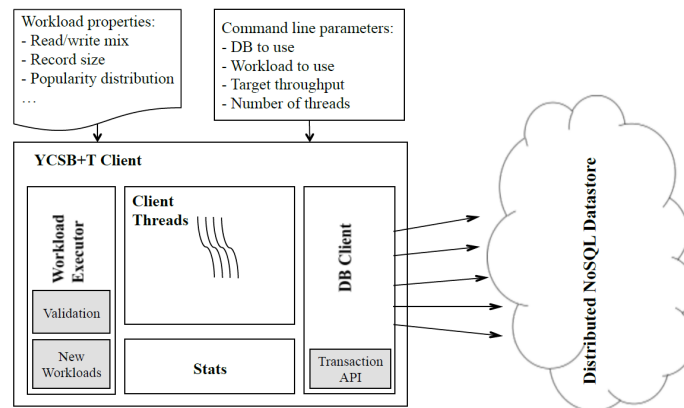 Workload properties:
- Read/write mix
- Record size
- Popularity distribution
…
Command line parameters:
- DB to use
- Workload to use
- Target throughput
- Number of threads
YCSB+T Client
Workload
Executor
Validation
New
Workloads
Client
Threads
Stats
DB Client
Transaction
API
Distributed NoSQL Datastore